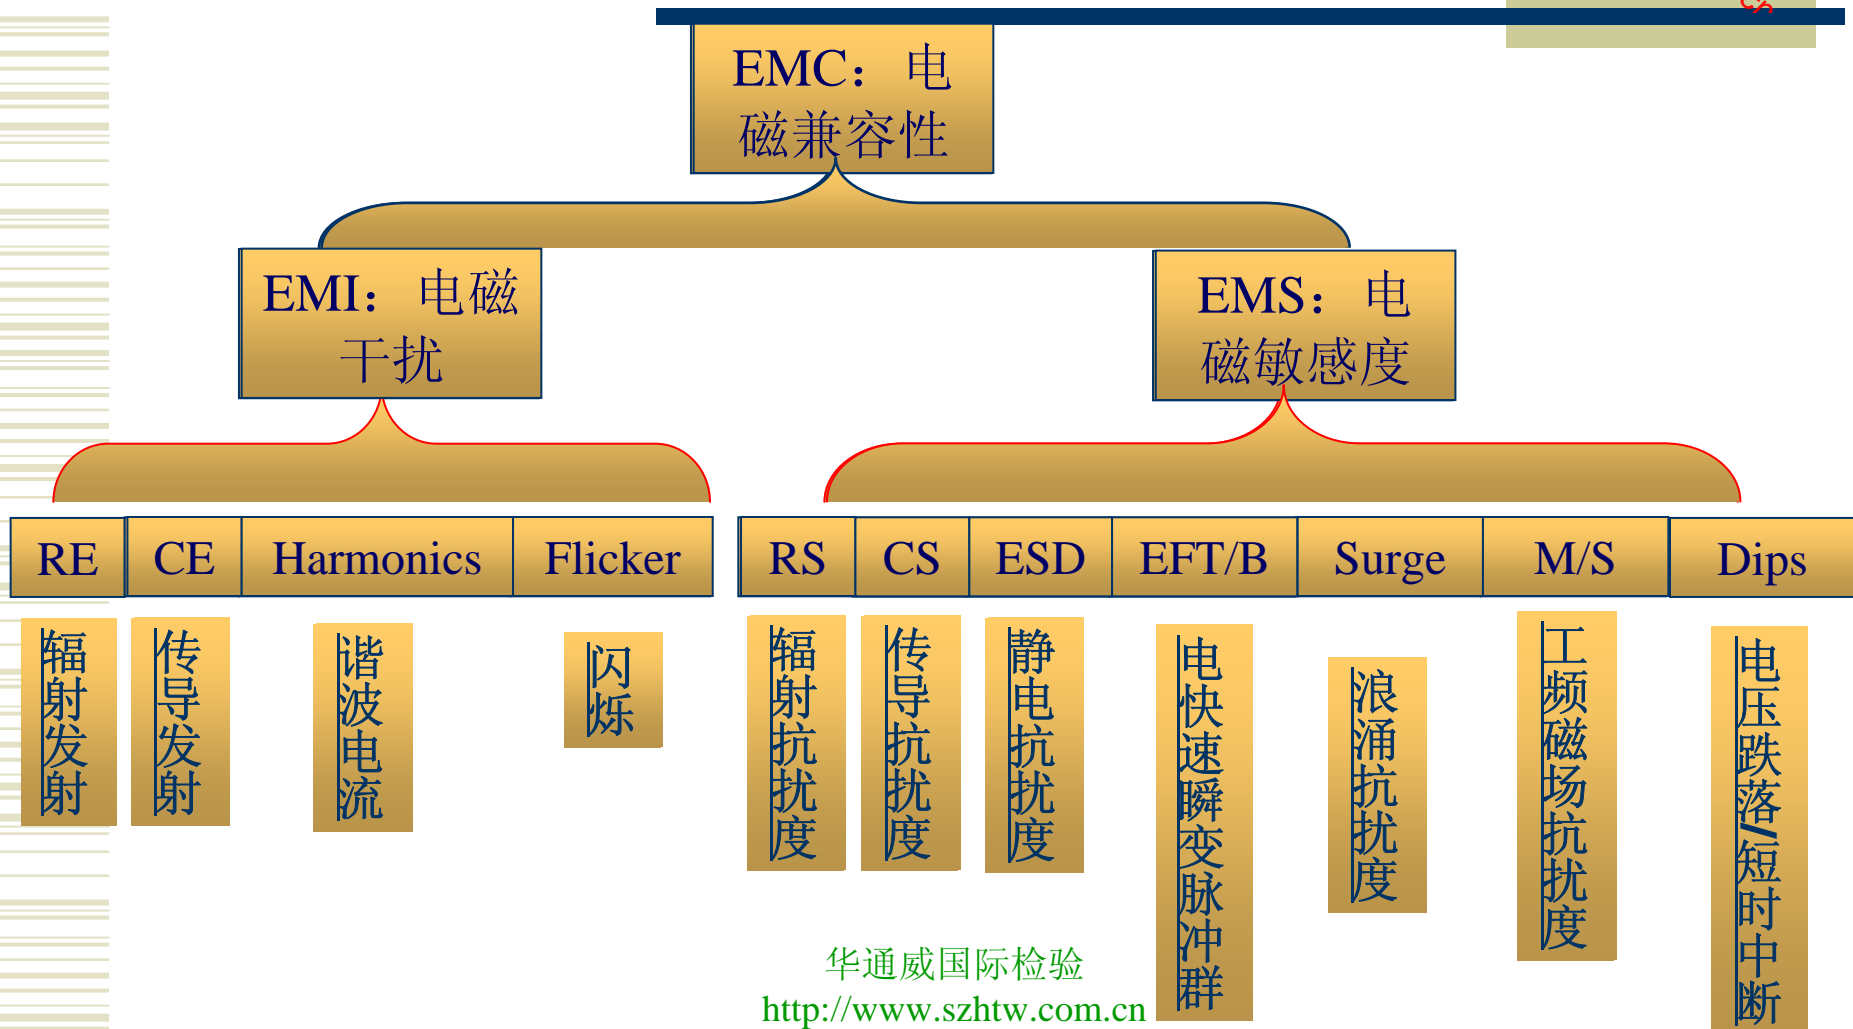 cn
EMC：电
磁兼容性
EMI：电磁
干扰
EMS：电
磁敏感度
RE
CE
Harmonics
Flicker
RS
CS
ESD
EFT/B
Surge
M/S
Dips
辐射发射
传导发射
谐波电流
闪烁
辐射抗扰度
传导抗扰度
静电抗扰度
电快速瞬变脉冲群
浪涌抗扰度
工频磁场抗扰度
电压跌落/短时中断
华通威国际检验
http://www.szhtw.com.cn